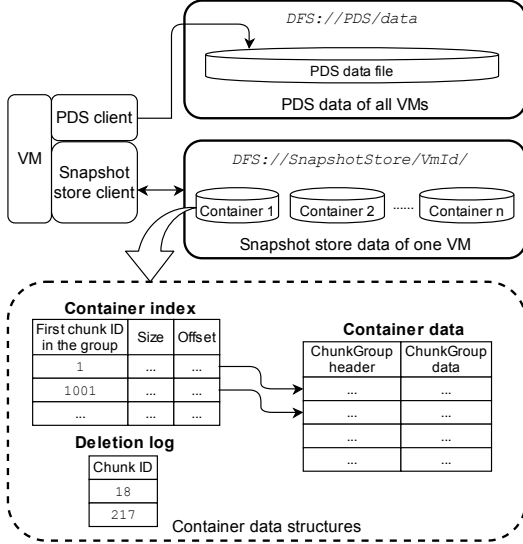 DFS://PDS/data
PDS data file
PDS data of all VMs
VM
PDS client
Snapshot
store client
DFS://SnapshotStore/VmId/
Container 1
Container 2
......
Container n
Snapshot store data of one VM
Container index
First chunk ID
in the group
Size
Offset
1
...
...
1001
...
...
...
...
...
Deletion log
Chunk ID
18
217
Container data
ChunkGroup
header
ChunkGroup
data
...
...
...
...
...
...
...
...
Container data structures